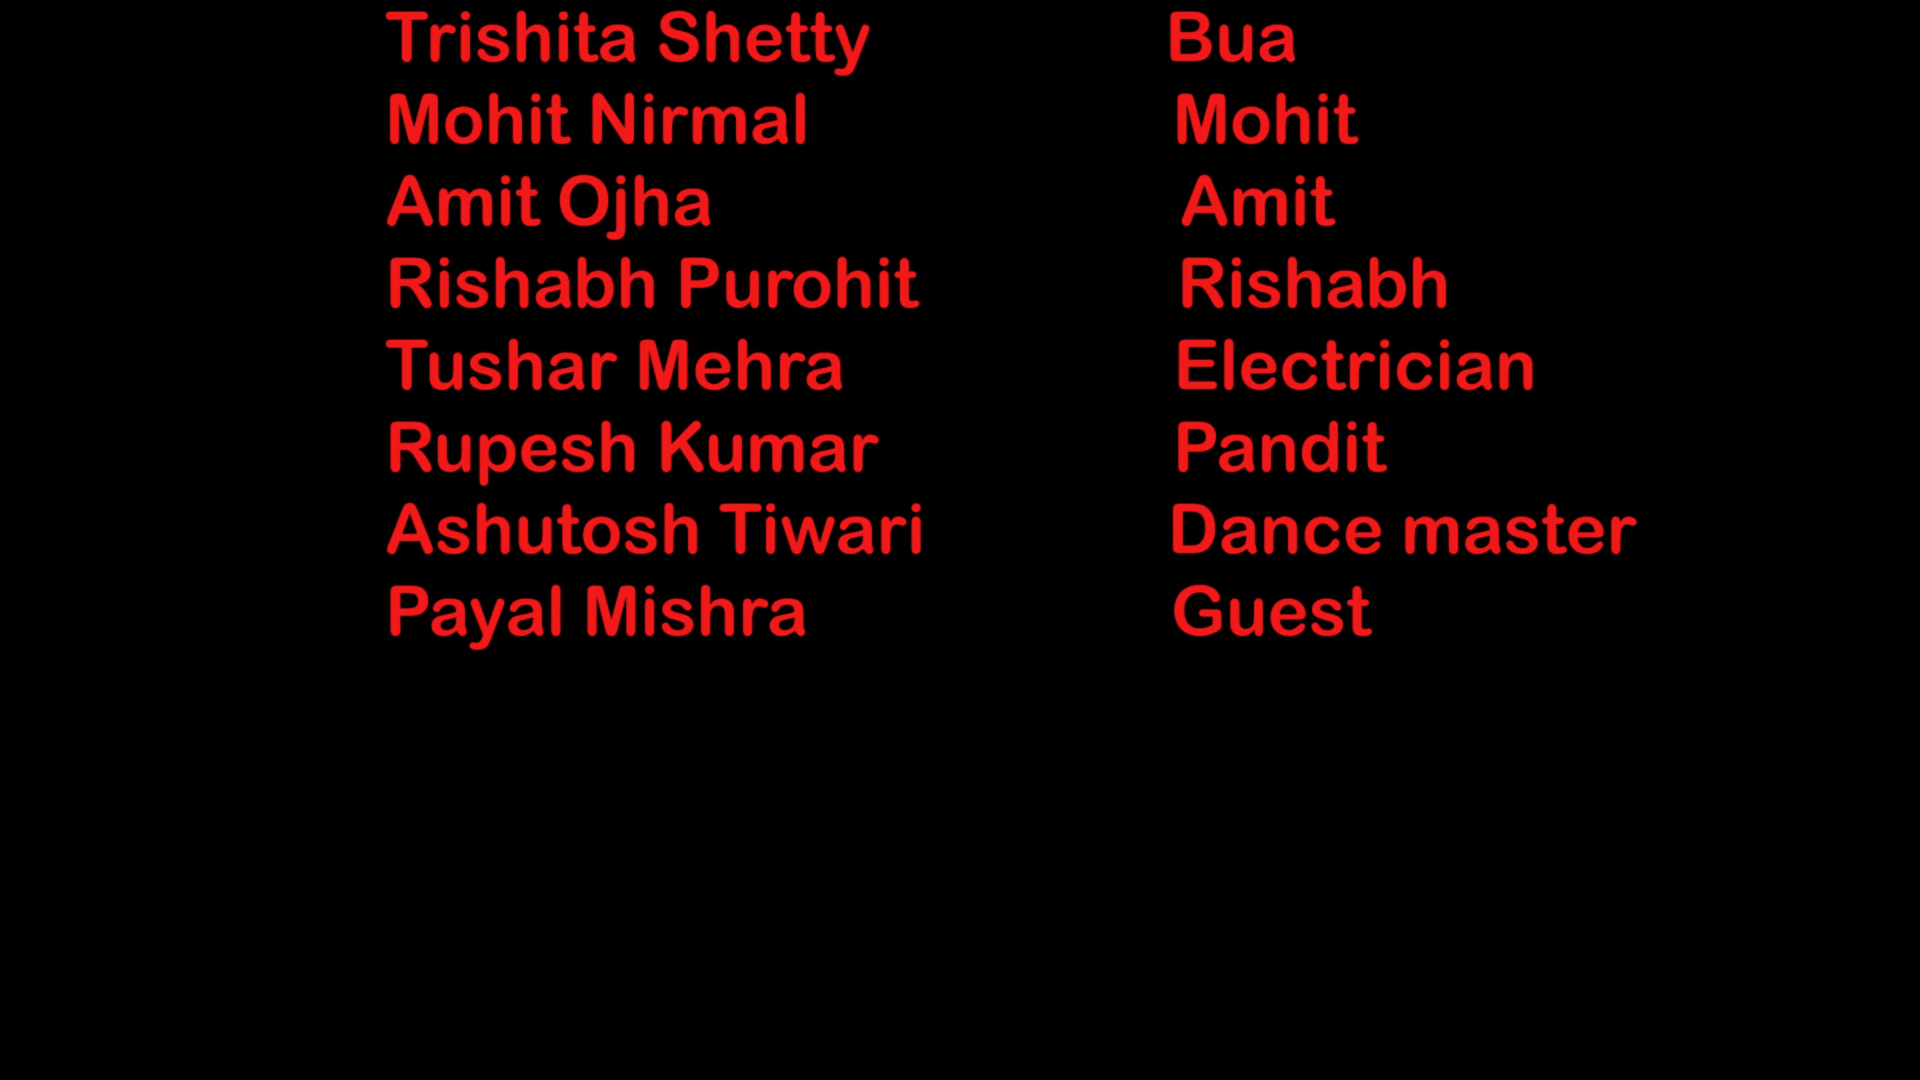 Trishita Shetty Bua
Mohit Nirmal Mohit
Amit Ojha Amit
Rishabh Purohit Rishabh
Tushar Mehra Electrician
Rupesh Kumar Pandit
Ashutosh Tiwari Dance master
Payal Mishra Guest